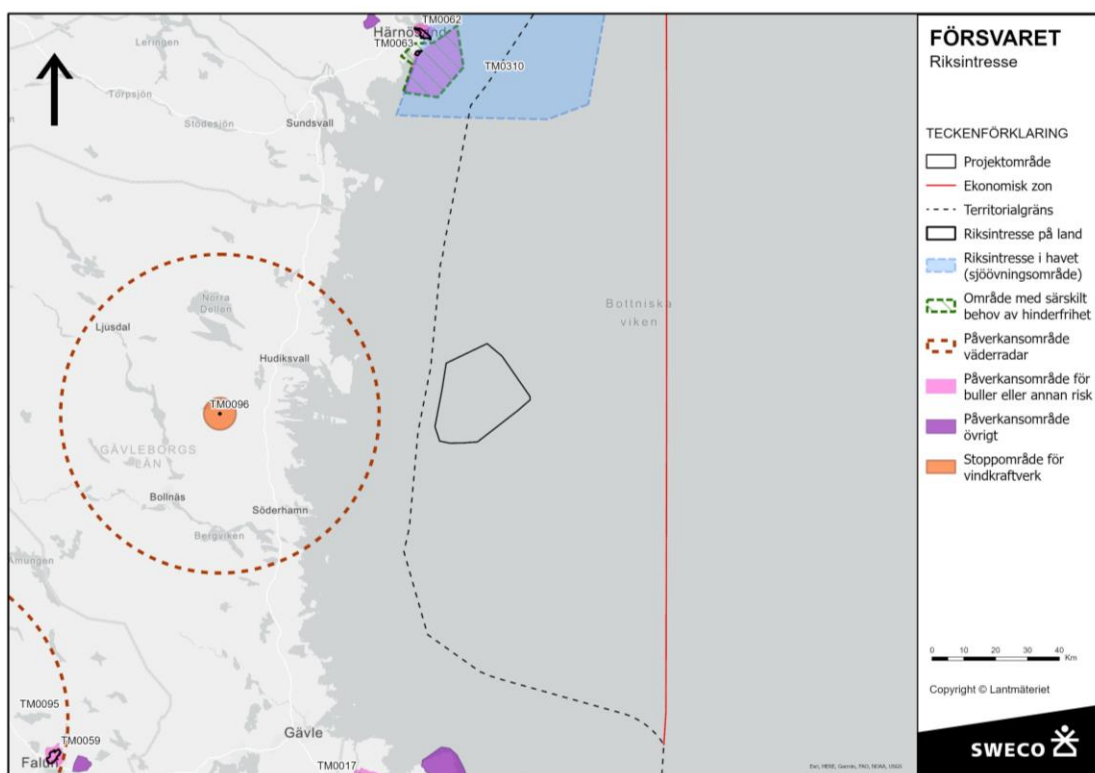 TM0062
Härnösand
TM0063
TM0310
Leringen
Torpsjön
Stödesjön
Sundsvall
Norra
Dellen
Ljusdal
Hudiksvall
TM0096
GÄVLEBORGS
LÄN
Bollnäs
Söderhamn
Bergviken
Amungen
Bottniska
viken
TM0095
TM0059
Falun
Gävle
TM0017
Esri, HERE, Garmin, FAO, NOAA, USGS
FÖRSVARET
Riksintresse
TECKENFÖRKLARING
Projektområde
Ekonomisk zon
Territorialgräns
Riksintresse på land
Riksintresse i havet
(sjöövningsområde)
Område med särskilt
behov av hinderfrihet
Påverkansområde
väderradar
Påverkansområde för
buller eller annan risk
Påverkansområde
övrigt
Stoppområde för
vindkraftverk
0 10 20 30 40
Km
Copyright © Lantmäteriet
SWECO